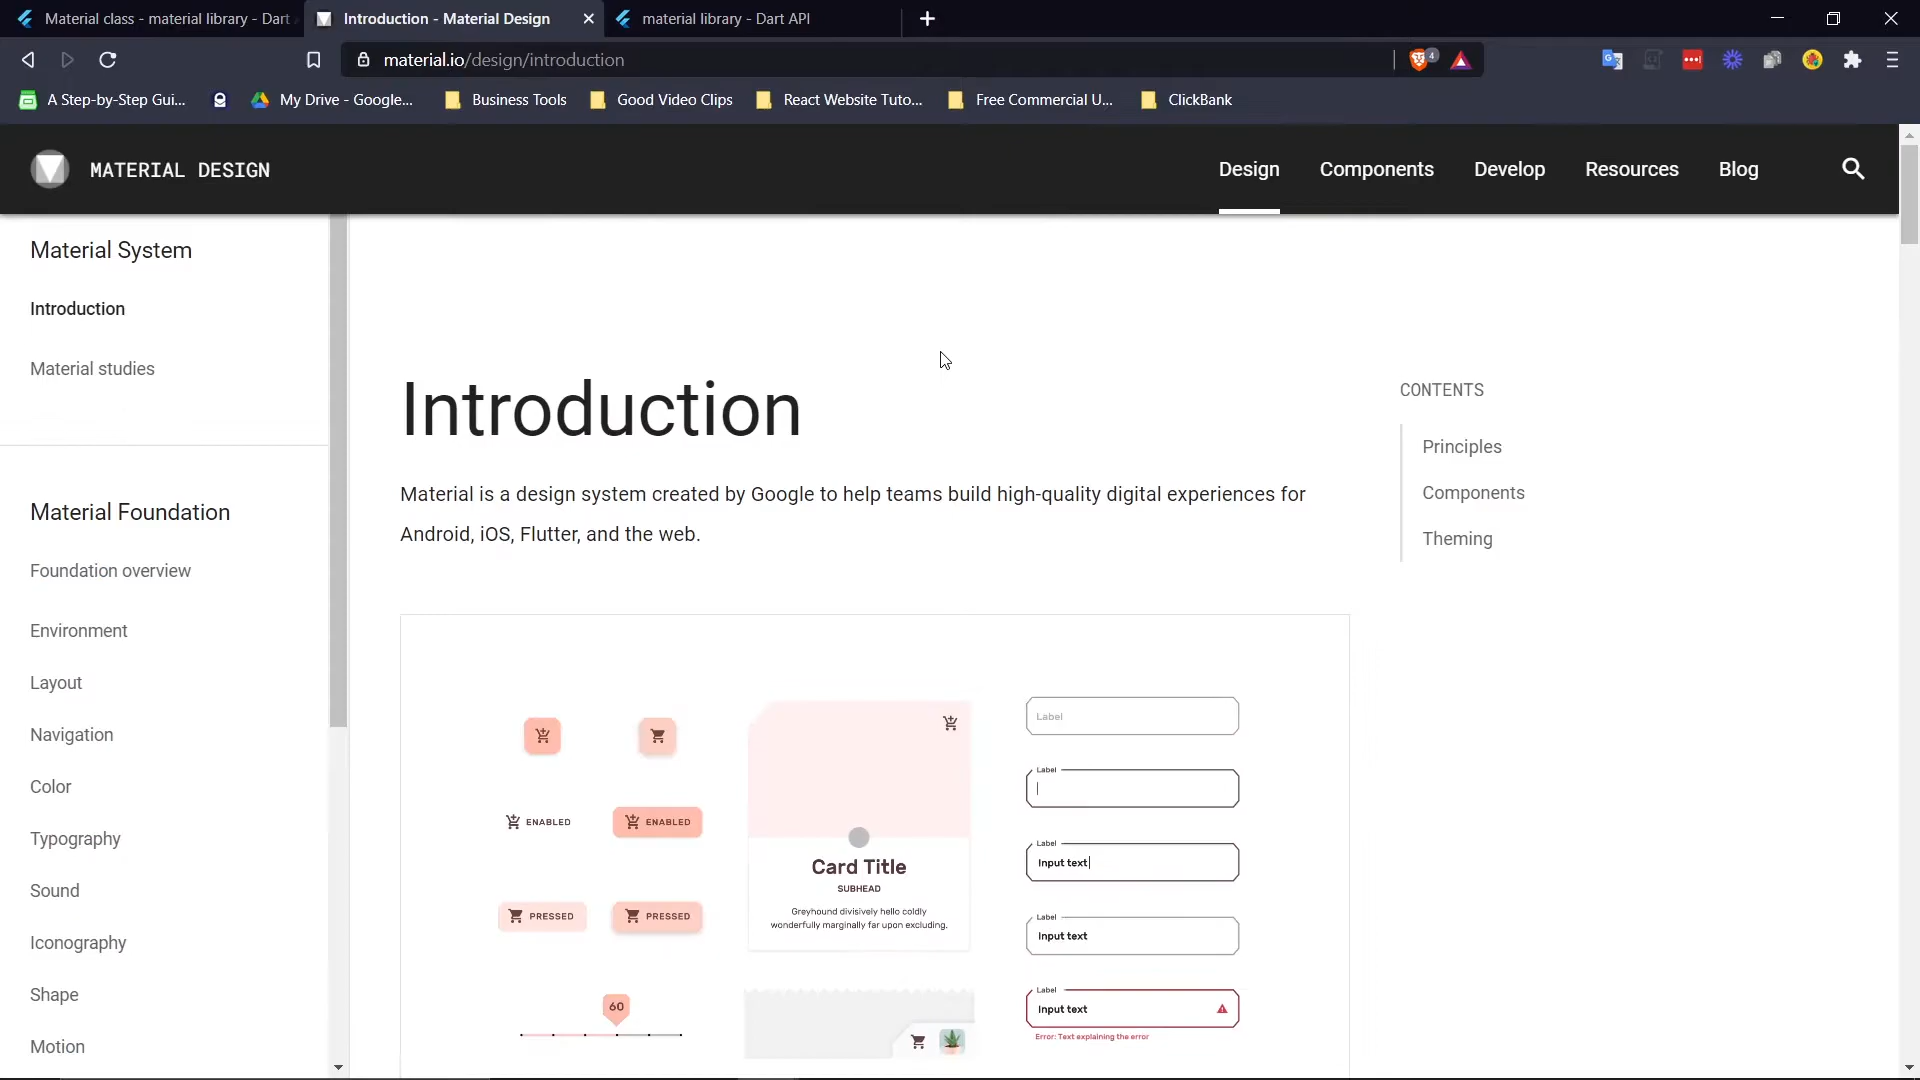 Material class - material library - Dart
Introduction - Material Design
material library - Dart API
material.io/design/introduction
4
A Step-by-Step Gui...
My Drive - Google...
Business Tools
Good Video Clips
React Website Tuto...
Free Commercial U...
ClickBank
MATERIAL DESIGN
Design
Components
Develop
Resources
Blog
Material System
Introduction
Material studies
Material Foundation
Foundation overview
Environment
Layout
Navigation
Color
Typography
Sound
Iconography
Shape
Motion
Introduction
Material is a design system created by Google to help teams build high-quality digital experiences for
Android, iOS, Flutter, and the web.
CONTENTS
Principles
Components
Theming
ENABLED
ENABLED
PRESSED
PRESSED
60
Card Title
SUBHEAD
Greyhound divisively hello coldly
wonderfully marginally far upon excluding.
Label
Label
Label
Input text
Label
Input text
Label
Input text
Error: Text explaining the error